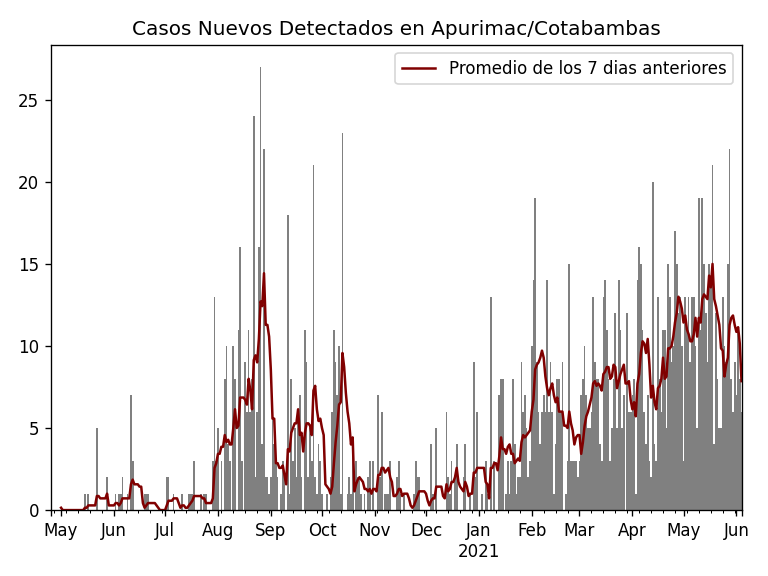 Casos Nuevos Detectados en Apurimac/Cotabambas
Promedio de los 7 dias anteriores
25
20
15
10
5
0
May Jun Jul Aug Sep Oct Nov Dec Jan Feb Mar Apr May Jun
2021